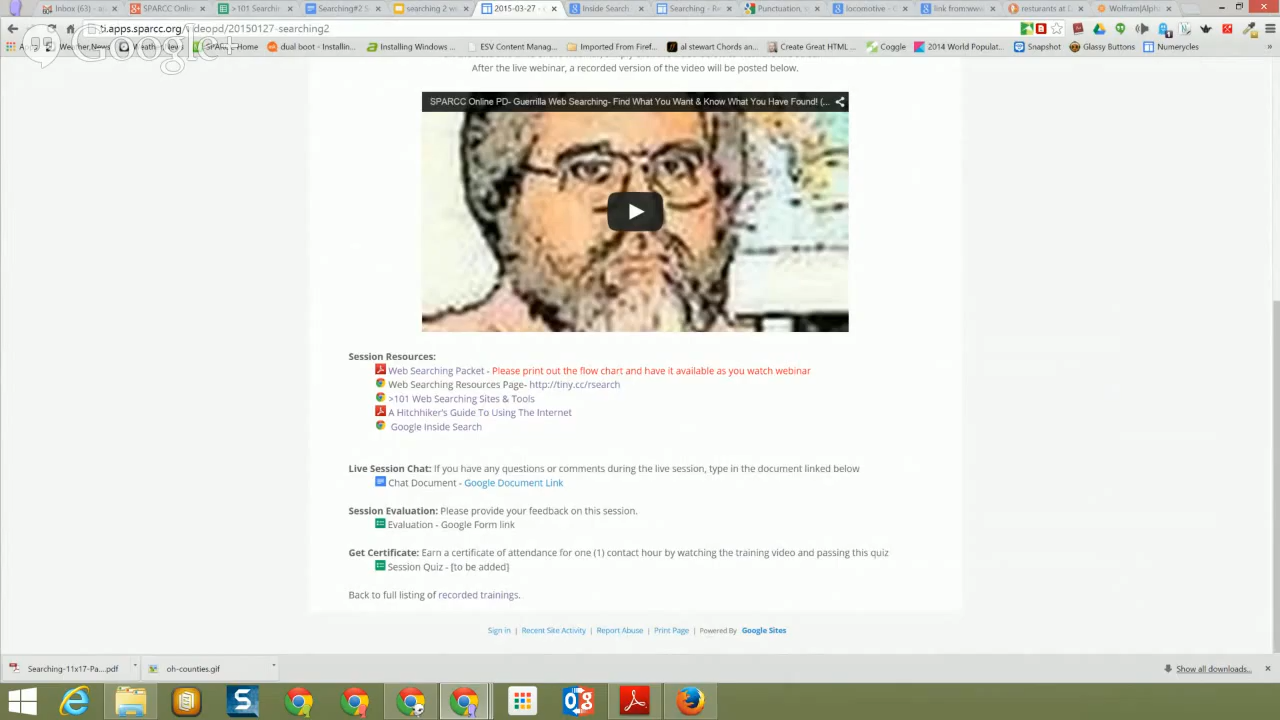 Inbox (63) - a
SPARCC Onlin
>101 Searchin
Searching#2 S
searching 2 w
2015-03-27 -
Inside Search
Searching - Re
Punctuation,
locomotive -
link from:ww
resturants at D
Wolfram|Alph
apps.sparcc.org/videopd/20150127-searching2
Google+
Weather News
dual boot - Installin...
Installing Windows ...
ESV Content Manag...
Imported From Firef...
al stewart Chords an...
Create Great HTML ...
Coggle
2014 World Populat...
Snapshot
Glassy Buttons
Numerycles
After the live webinar, a recorded version of the video will be posted below.
SPARCC Online PD- Guerrilla Web Searching- Find What You Want & Know What You Have Found! (...
Session Resources:
Web Searching Packet - Please print out the flow chart and have it available as you watch webinar
Web Searching Resources Page- http://tiny.cc/rsearch
>101 Web Searching Sites & Tools
A Hitchhiker's Guide To Using The Internet
Google Inside Search
Live Session Chat: If you have any questions or comments during the live session, type in the document linked below
Chat Document - Google Document Link
Session Evaluation: Please provide your feedback on this session.
Evaluation - Google Form link
Get Certificate: Earn a certificate of attendance for one (1) contact hour by watching the training video and passing this quiz
Session Quiz - [to be added]
Back to full listing of recorded trainings.
Sign in | Recent Site Activity | Report Abuse | Print Page | Powered By Google Sites
Searching-11x17-Pa....pdf
oh-counties.gif
Show all downloads...